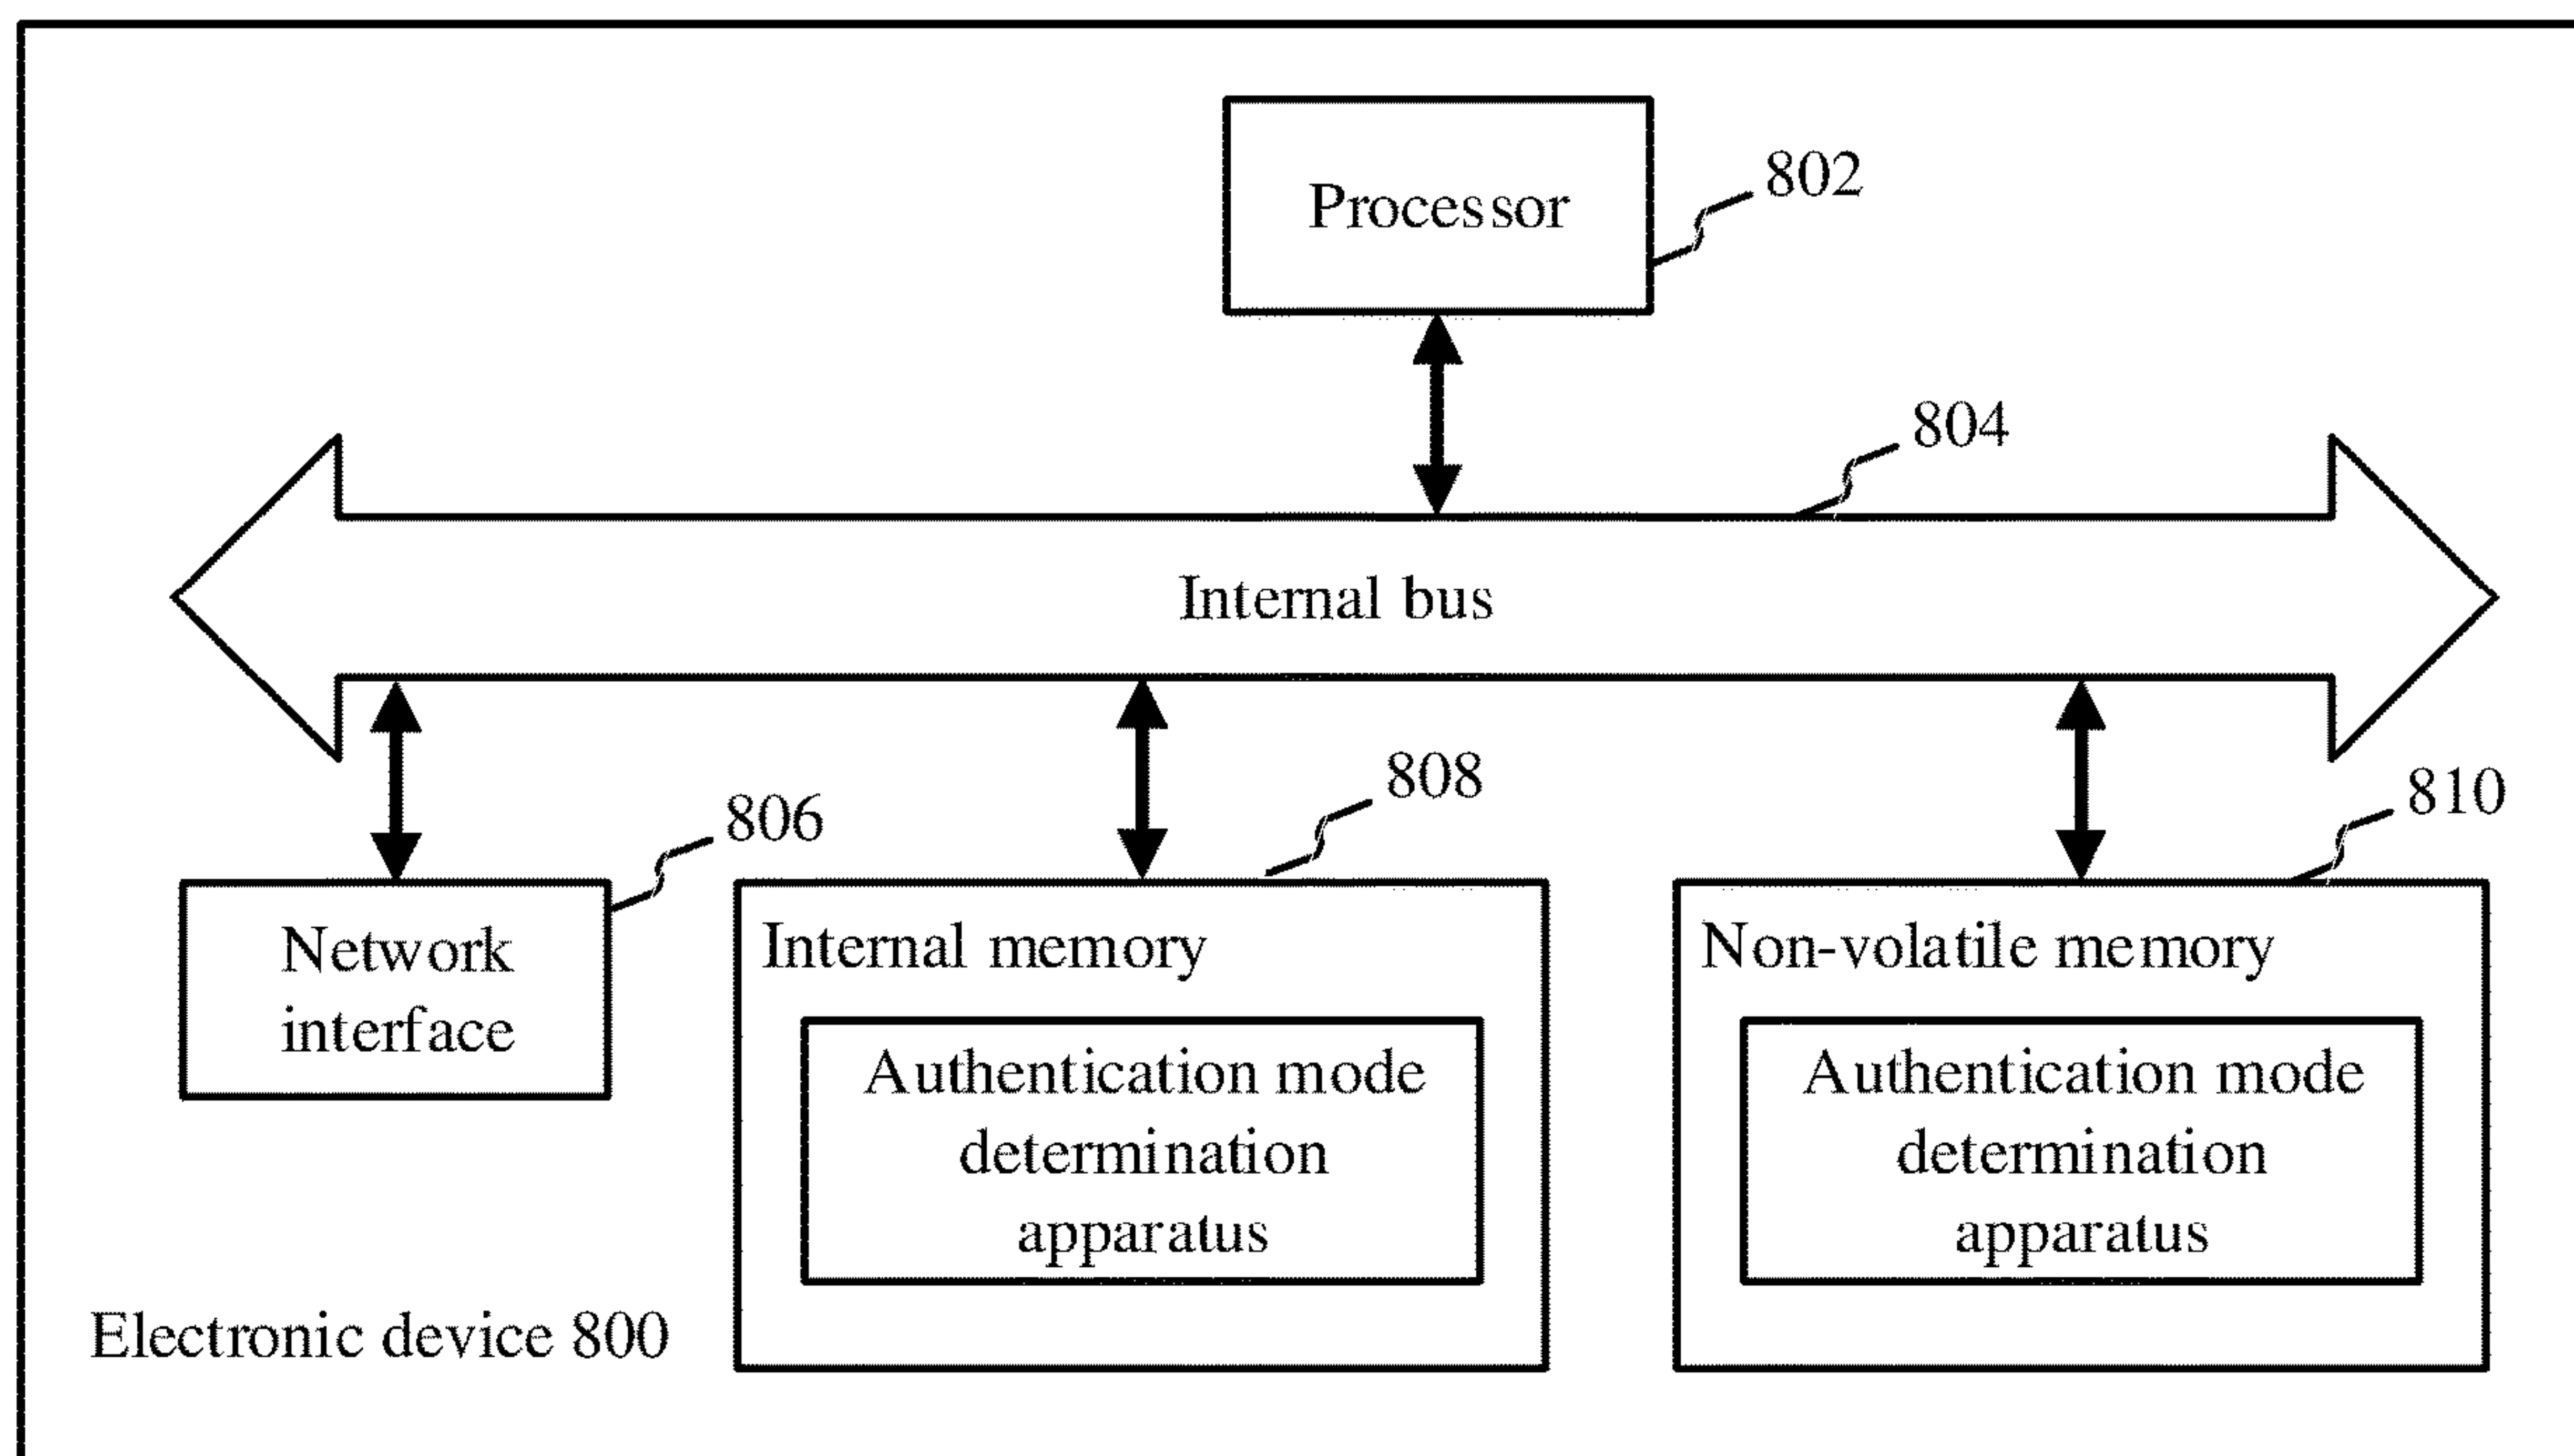 Processor
802
804
Internal bus
806
808
810
Network
interface
Internal memory
Authentication mode
determination
apparatus
Non-volatile memory
Authentication mode
determination
apparatus
Electronic device 800